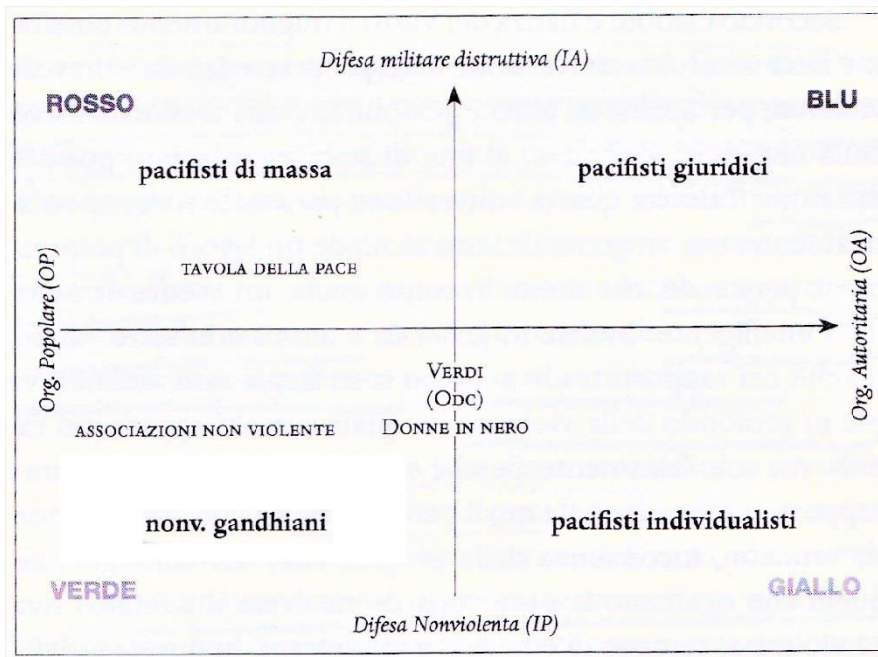 Difesa militare distruttiva (IA)
ROSSO
BLU
pacifisti di massa
pacifisti giuridici
TAVOLA DELLA PACE
Org. Popolare (OP)
Org. Autoritaria (OA)
VERDI
(ODC)
ASSOCIAZIONI NON VIOLENTE
DONNE IN NERO
nonv. gandhiani
pacifisti individualisti
VERDE
GIALLO
Difesa Nonviolenta (IP)